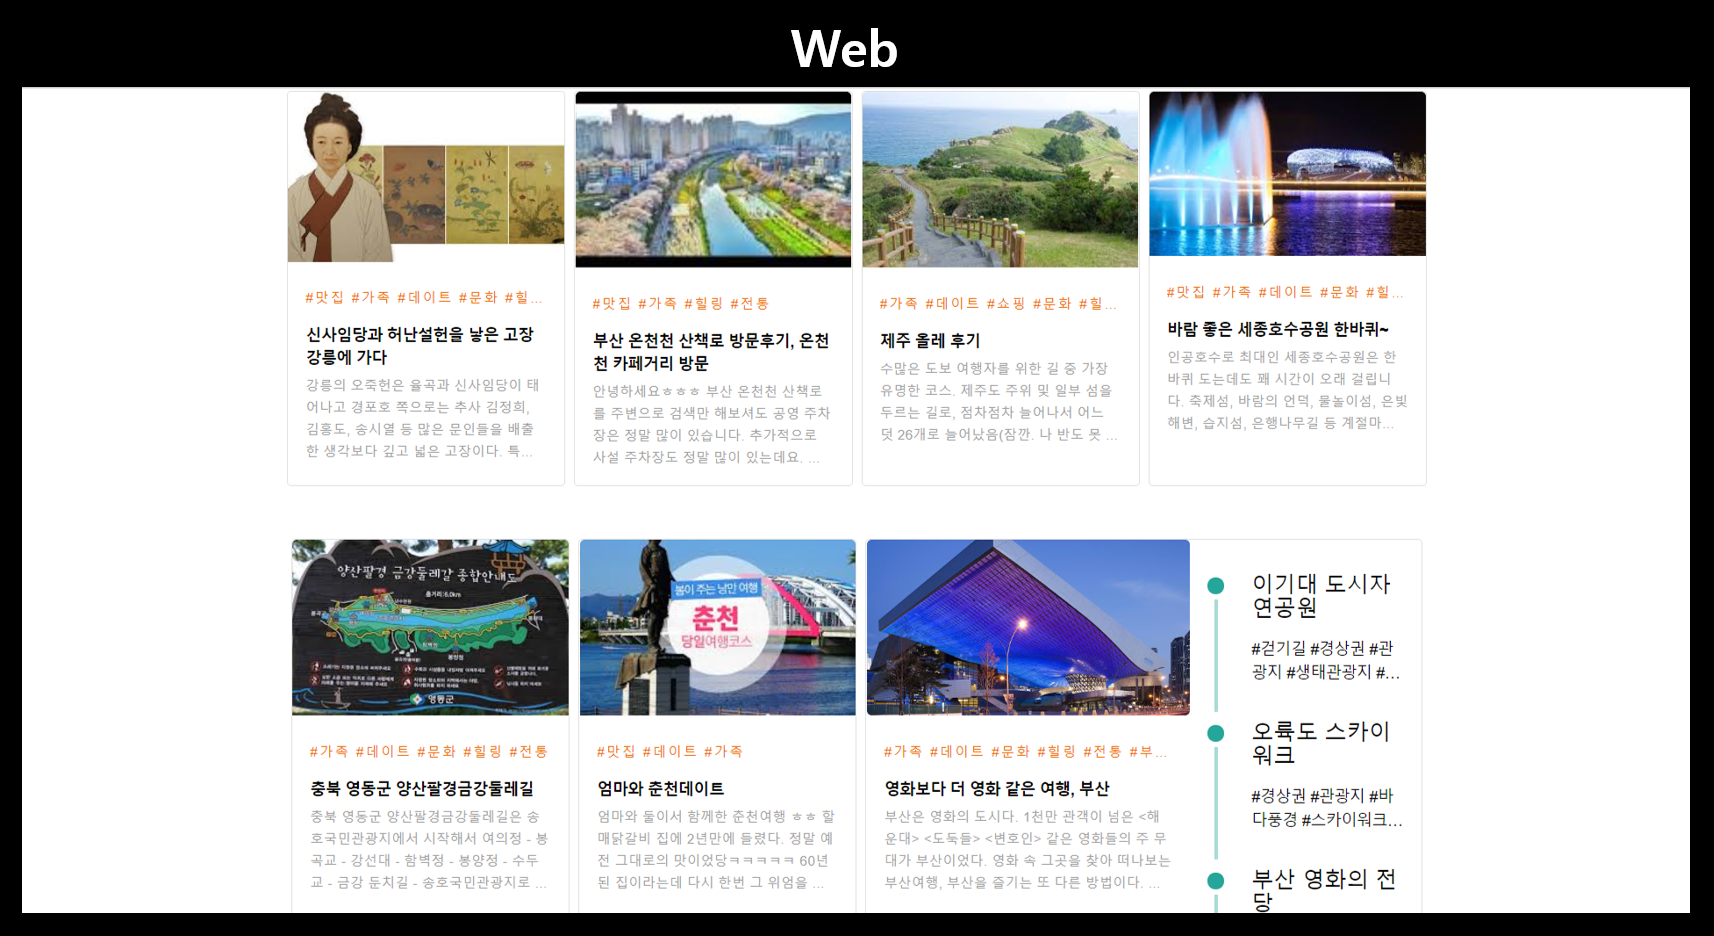 Web
#맛집 #가족 #데이트 #문화 #힐...
신사임당과 허난설헌을 낳은 고장
강릉에 가다
강릉의 오죽헌은 율곡과 신사임당이 태
어나고 경포호 쪽으로는 추사 김정희,
김홍도, 송시열 등 많은 문인들을 배출
한 생각보다 깊고 넓은 고장이다. 특...
#맛집 #가족 #힐링 #전통
부산 온천천 산책로 방문후기, 온천
천 카페거리 방문
안녕하세요ㅎㅎㅎ 부산 온천천 산책로
를 주변으로 검색만 해보셔도 공영 주차
장은 정말 많이 있습니다. 추가적으로
사설 주차장도 정말 많이 있는데요. ...
#가족 #데이트 #쇼핑 #문화 #힐...
제주 올레 후기
수많은 도보 여행자를 위한 길 중 가장
유명한 코스. 제주도 주위 및 일부 섬을
두르는 길로, 점차점차 늘어나서 어느
덧 26개로 늘어났음(잠깐. 나 반도 못 ...
#맛집 #가족 #데이트 #문화 #힐...
바람 좋은 세종호수공원 한바퀴~
인공호수로 최대인 세종호수공원은 한
바퀴 도는데도 꽤 시간이 오래 걸립니
다. 축제섬, 바람의 언덕, 물놀이섬, 은빛
해변, 습지섬, 은행나무길 등 계절마...
양산팔경 금강둘레길 종합안내도
총거리:6.0km
영동군
#가족 #데이트 #문화 #힐링 #전통
충북 영동군 양산팔경금강둘레길
충북 영동군 양산팔경금강둘레길은 송
호국민관광지에서 시작해서 여의정 - 봉
곡교 - 강선대 - 함벽정 - 봉양정 - 수두
교 - 금강 둔치길 - 송호국민관광지로 ...
봄이 주는 낭만 여행
춘천
당일여행코스
#맛집 #데이트 #가족
엄마와 춘천데이트
엄마와 둘이서 함께한 춘천여행 ㅎㅎ 할
매닭갈비 집에 2년만에 들렸다. 정말 예
전 그대로의 맛이었당ㅋㅋㅋㅋㅋ 60년
된 집이라는데 다시 한번 그 위엄을 ...
#가족 #데이트 #문화 #힐링 #전통 #부...
영화보다 더 영화 같은 여행, 부산
부산은 영화의 도시다. 1천만 관객이 넘은 <해
운대> <도둑들> <변호인> 같은 영화들의 주 무
대가 부산이었다. 영화 속 그곳을 찾아 떠나보는
부산여행, 부산을 즐기는 또 다른 방법이다. ...
이기대 도시자
연공원
#걷기길 #경상권 #관
광지 #생태관광지 #...
오륙도 스카이
워크
#경상권 #관광지 #바
다풍경 #스카이워크...
부산 영화의 전
당